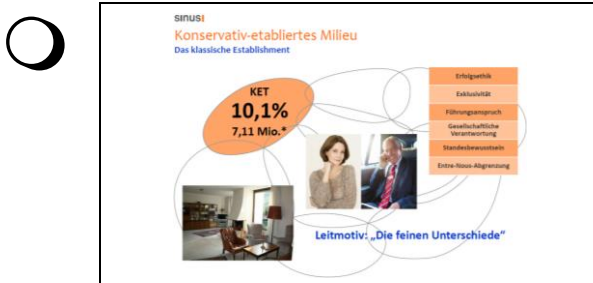 sinus:
Konservativ-etabliertes Milieu
Das klassische Establishment
KET
10,1%
7,11 Mio.*
Erfolgsethik
Exklusivität
Führungsanspruch
Gesellschaftliche
Verantwortung
Standesbewusstsein
Entre-Nous-Abgrenzung
Leitmotiv: „Die feinen Unterschiede“